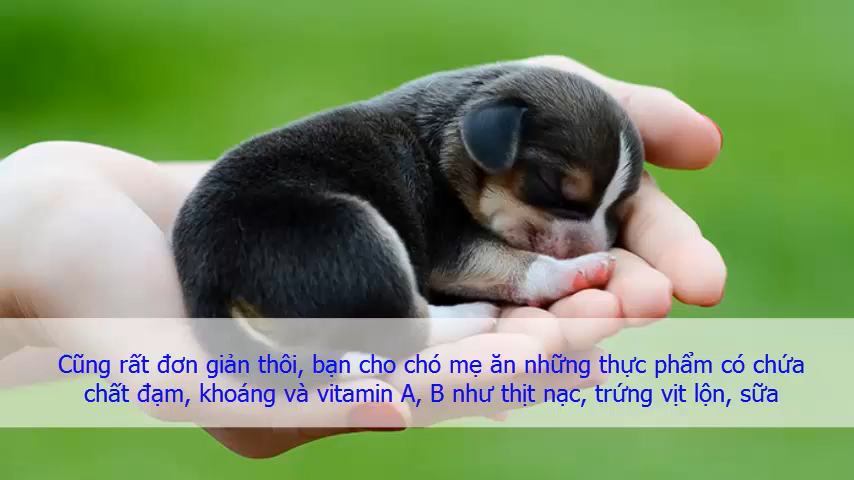 Cũng rất đơn giản thôi, bạn cho chó mẹ ăn những thực phẩm có chứa
chất đạm, khoáng và vitamin A, B như thịt nạc, trứng vịt lộn, sữa